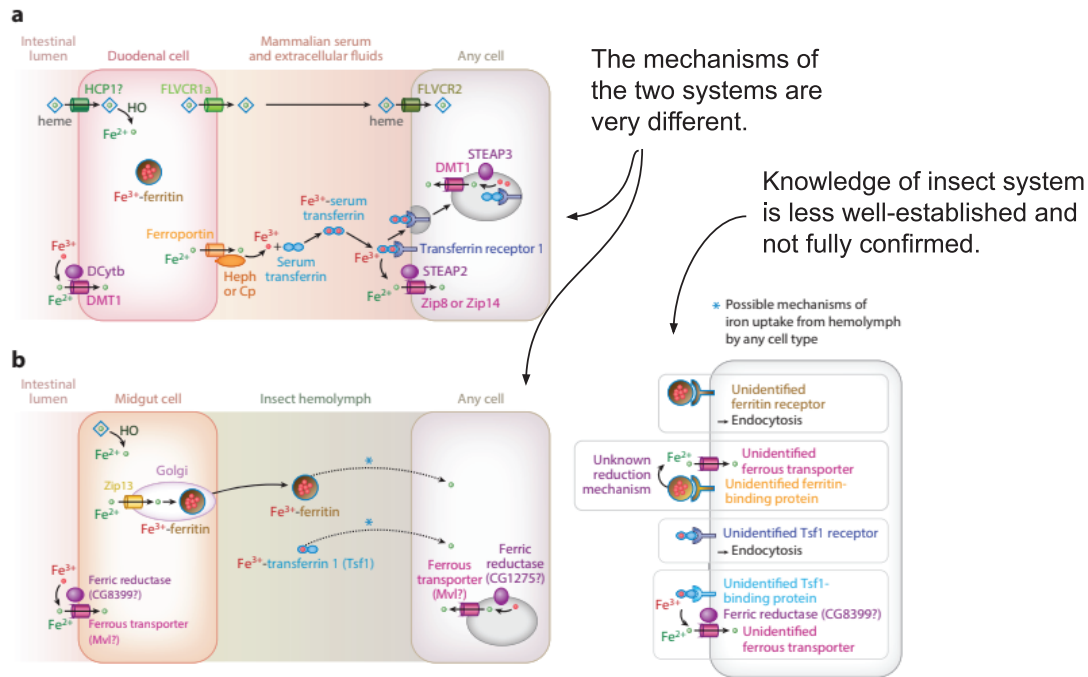 a
Intestinal
lumen
Duodenal cell
Mammalian serum
and extracellular fluids
Any cell
HCP1?
FLVCR1a
FLVCR2
HO
heme
heme
Fe2+
Fe3+-ferritin
STEAP3
DMT1
Fe3+-serum
transferrin
Ferroportin
Fe3+
Fe2+
+
Serum
transferrin
Fe3+
Transferrin receptor 1
Heph
or Cp
Fe3+
DCytb
Fe2+
DMT1
STEAP2
Fe2+
Zip8 or Zip14
The mechanisms of
the two systems are
very different.
Knowledge of insect system
is less well-established and
not fully confirmed.
b
Intestinal
lumen
Midgut cell
Insect hemolymph
Any cell
HO
Fe2+
Golgi
Zip13
Fe2+
Fe3+-ferritin
*
Fe3+-ferritin
*
Fe3+-transferrin 1 (Tsf1)
Fe3+
Ferric reductase
(CG8399?)
Fe2+
Ferrous transporter
(Mvl?)
Ferric
reductase
(CG1275?)
Ferrous
transporter
(Mvl?)
* Possible mechanisms of
iron uptake from hemolymph
by any cell type
Unidentified
ferritin receptor
→ Endocytosis
Unknown
reduction
mechanism
Fe2+
Unidentified
ferrous transporter
Unidentified ferritin-
binding protein
Unidentified Tsf1 receptor
→ Endocytosis
Unidentified Tsf1-
binding protein
Fe3+
Ferric reductase (CG8399?)
Fe2+
Unidentified
ferrous transporter